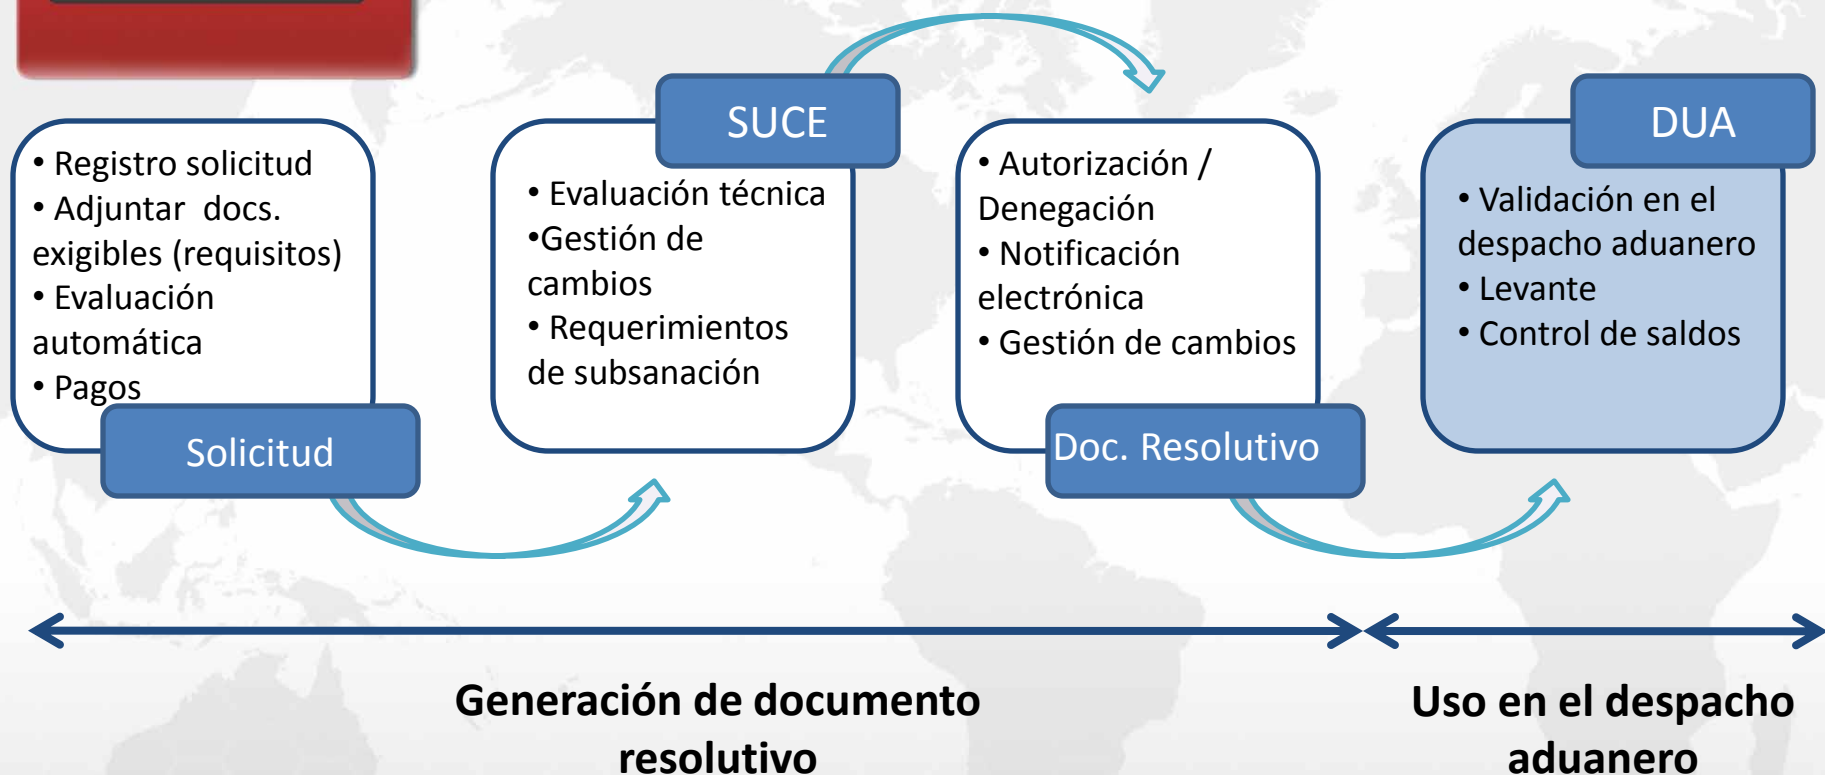 • Registro solicitud
• Adjuntar docs.
exigibles (requisitos)
• Evaluación
automática
• Pagos
Solicitud
SUCE
• Evaluación técnica
•Gestión de
cambios
• Requerimientos
de subsanación
• Autorización /
Denegación
• Notificación
electrónica
• Gestión de cambios
Doc. Resolutivo
DUA
• Validación en el
despacho aduanero
• Levante
• Control de saldos
Generación de documento
resolutivo
Uso en el despacho
aduanero